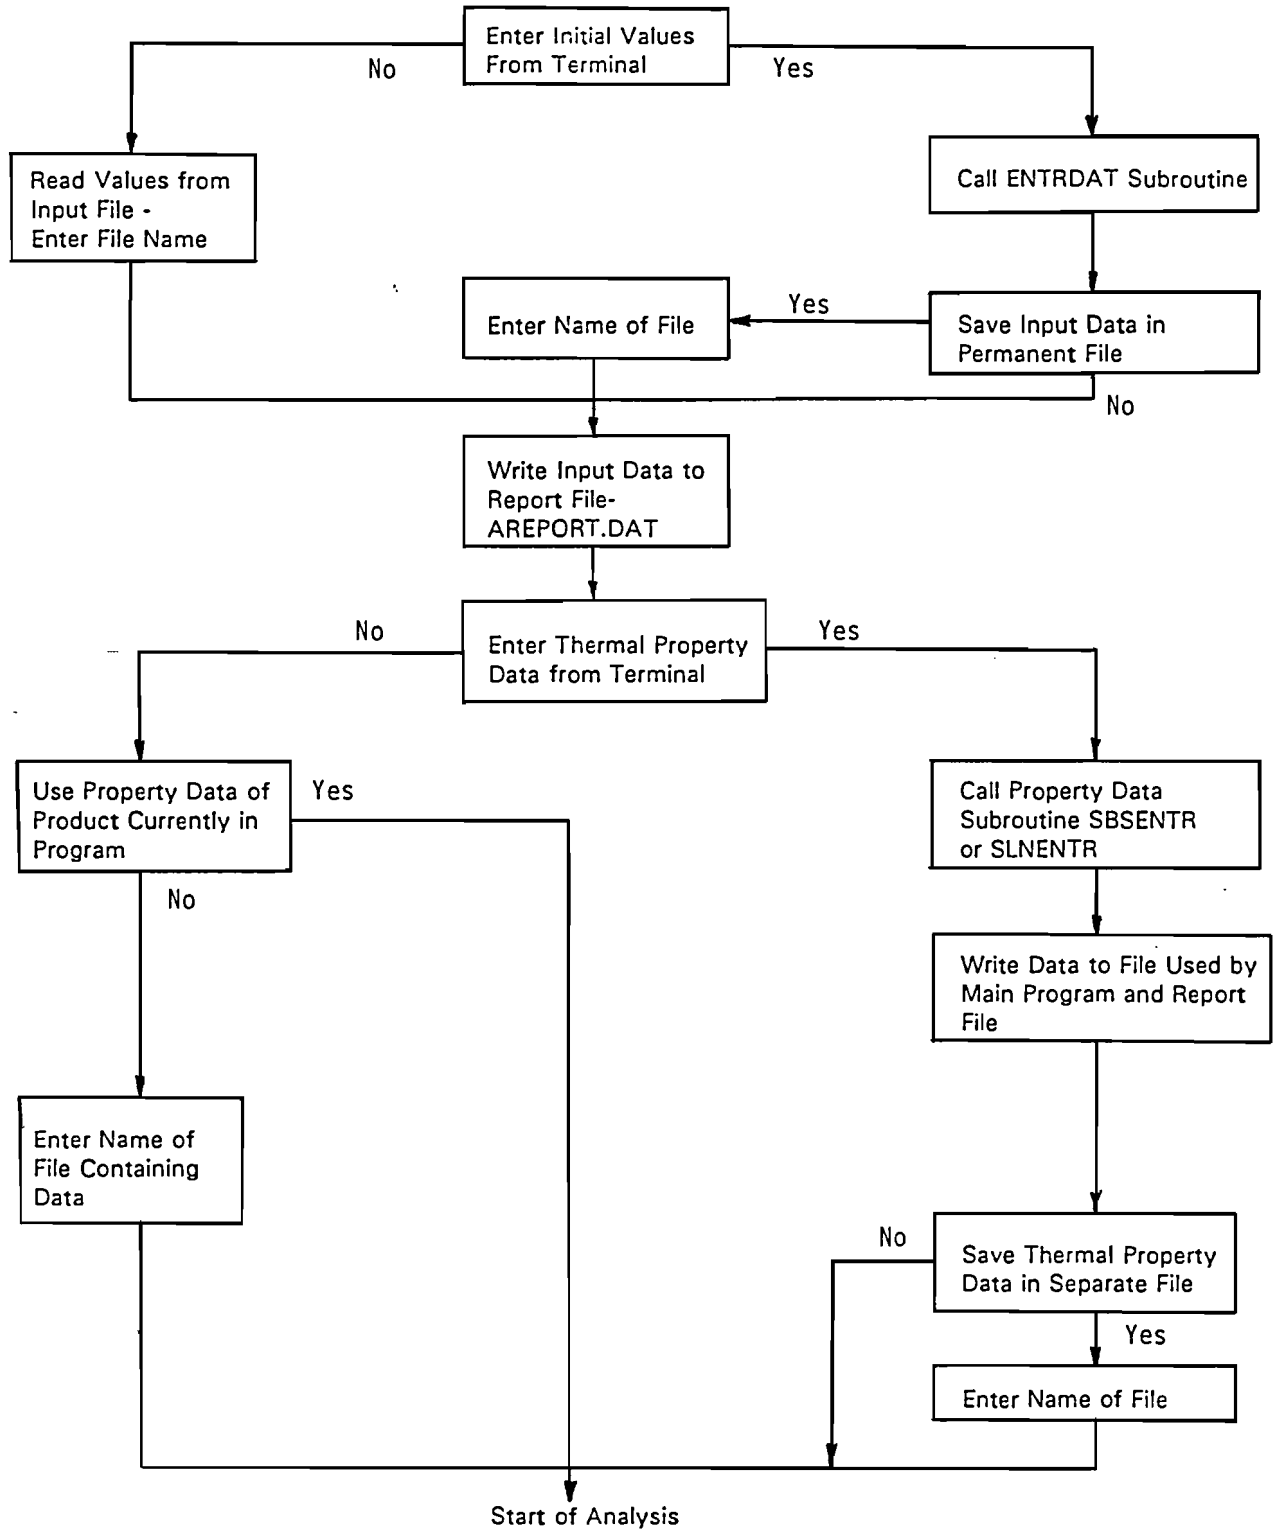 Enter Initial Values
From Terminal
No
Yes
Read Values from
Input File -
Enter File Name
Call ENTRDAT Subroutine
Enter Name of File
Yes
Save Input Data in
Permanent File
No
Write Input Data to
Report File-
AREPORT.DAT
No
Enter Thermal Property
Data from Terminal
Yes
Use Property Data of
Product Currently in
Program
Yes
No
Call Property Data
Subroutine SBSENTR
or SLNENTR
Write Data to File Used by
Main Program and Report
File
Enter Name of
File Containing
Data
No
Save Thermal Property
Data in Separate File
Yes
Enter Name of File
Start of Analysis